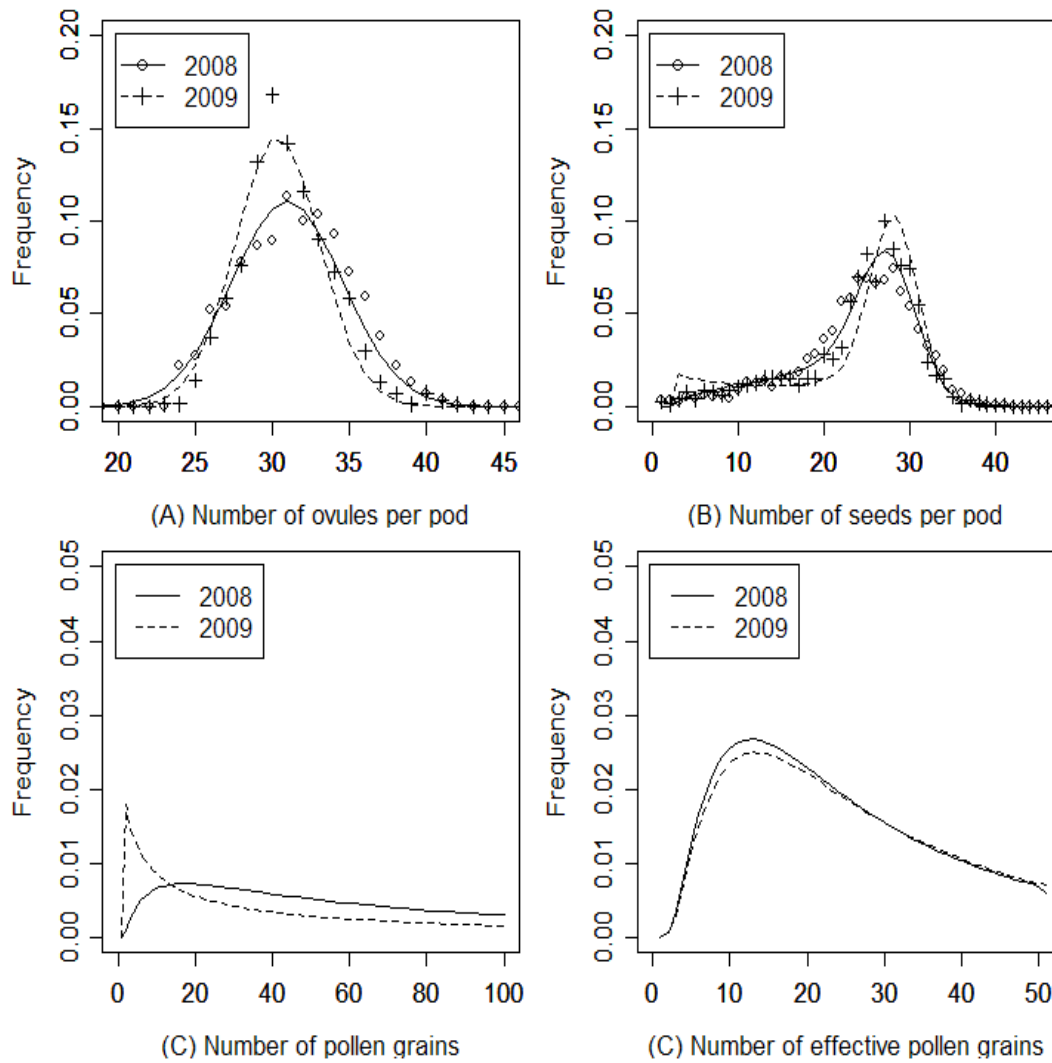 0.00 0.05 0.10 0.15 0.20
Frequency
2008
2009
20 25 30 35 40 45
(A) Number of ovules per pod
0.00 0.05 0.10 0.15 0.20
Frequency
2008
2009
0 10 20 30 40
(B) Number of seeds per pod
0.00 0.01 0.02 0.03 0.04 0.05
Frequency
2008
2009
0 20 40 60 80 100
(C) Number of pollen grains
0.00 0.01 0.02 0.03 0.04 0.05
Frequency
2008
2009
0 10 20 30 40 50
(C) Number of effective pollen grains